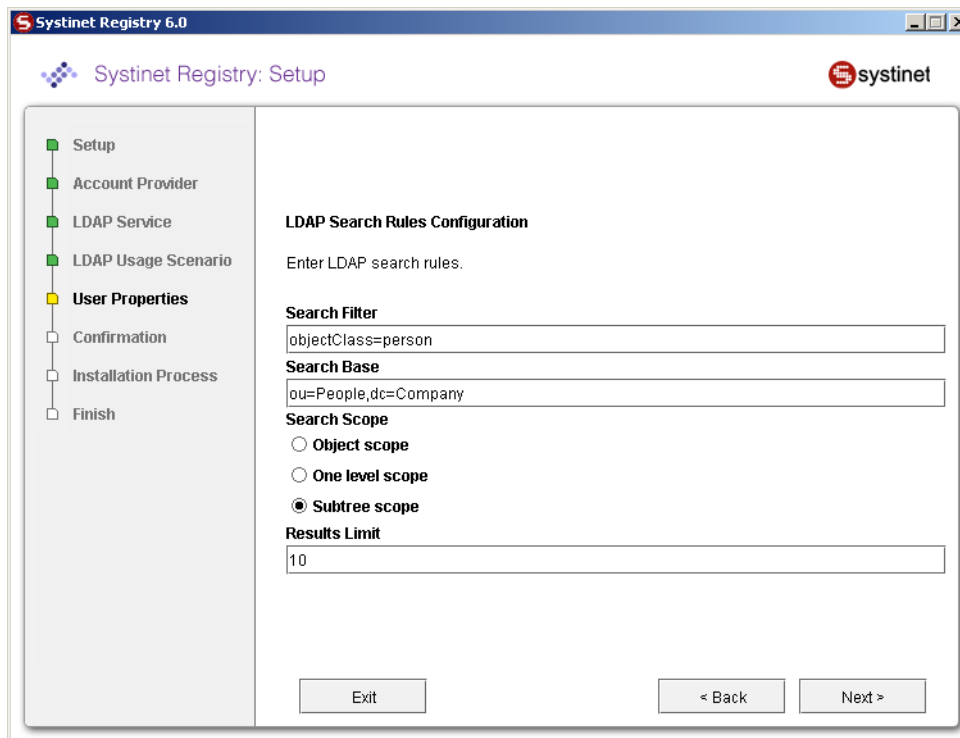 Systinet Registry 6.0
Systinet Registry: Setup
systinet
Setup
Account Provider
LDAP Service
LDAP Usage Scenario
User Properties
Confirmation
Installation Process
Finish
LDAP Search Rules Configuration
Enter LDAP search rules.
Search Filter
objectClass=person
Search Base
ou=People,dc=Company
Search Scope
Object scope
One level scope
Subtree scope
Results Limit
10
Exit
< Back
Next >